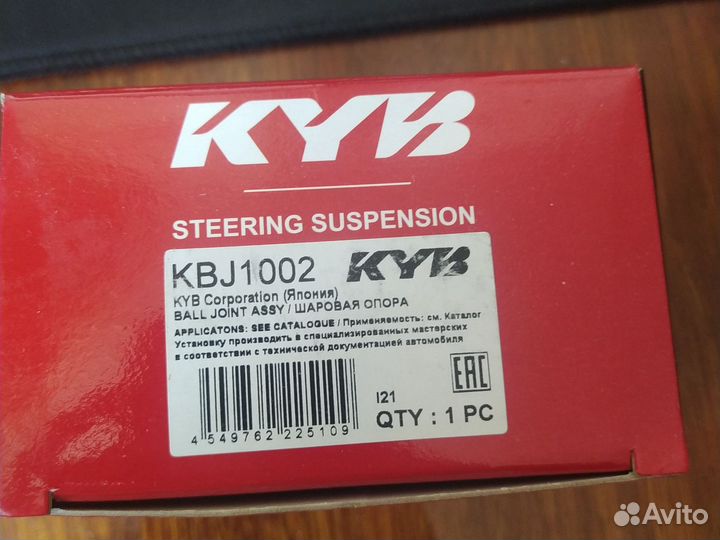 KYB
STEERING SUSPENSION
KBJ1002 KYB
KYB Corporation (Япония)
BALL JOINT ASSY / ШАРОВАЯ ОПОРА
APPLICATONS: SEE CATALOGUE / Применяемость: см. Каталог
Установку производить в специализированных мастерских
в соответствии с технической документацией автомобиля
I21
EAC
4 549762 225109
QTY : 1 PC
Avito